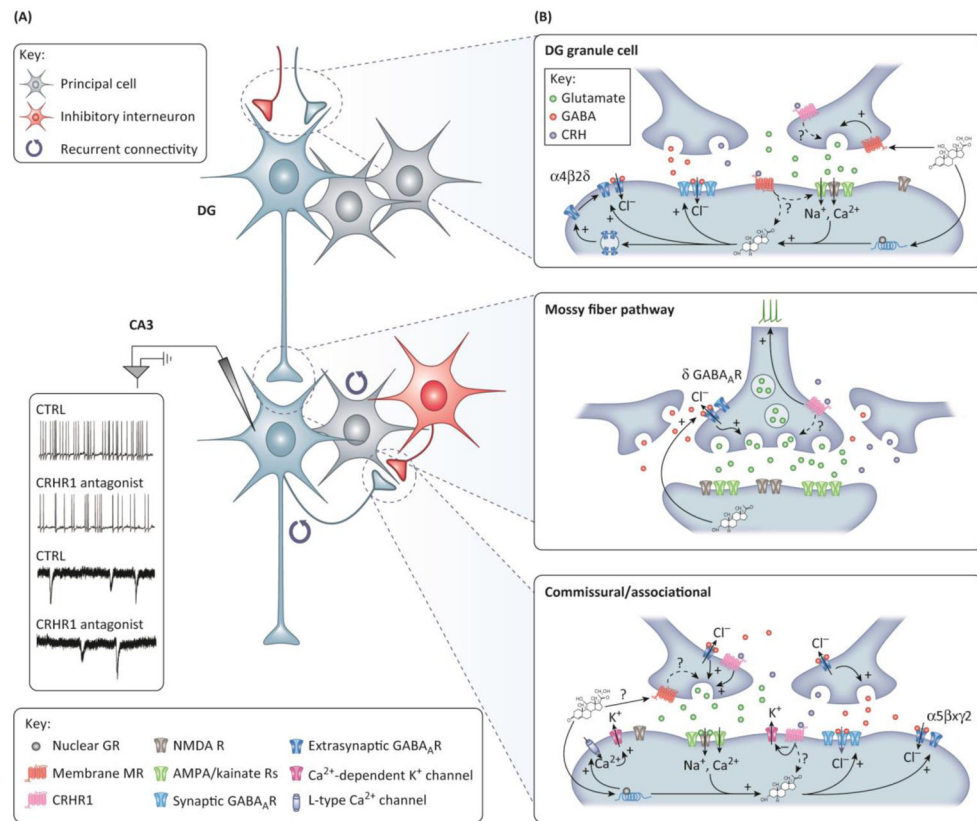 (A)
Key:
Principal cell
Inhibitory interneuron
Recurrent connectivity
DG
CA3
CTRL
CRHR1 antagonist
CTRL
CRHR1 antagonist
(B)
DG granule cell
Key:
Glutamate
GABA
CRH
α4β2δ
?
+
Cl⁻
Cl⁻
+
+
+
?
Na⁺, Ca²⁺
+
+
Mossy fiber pathway
+
δ GABA_AR
Cl⁻
+
+
?
Commissural/associational
Cl⁻
Cl⁻
?
+
+
+
?
K⁺
K⁺
α5βxγ2
Ca²⁺
+
+
Na⁺, Ca²⁺
?
Cl⁻
+
Cl⁻
+
+
+
Key:
Nuclear GR
Membrane MR
CRHR1
NMDA R
AMPA/kainate Rs
Synaptic GABA_AR
Extrasynaptic GABA_AR
Ca²⁺-dependent K⁺ channel
L-type Ca²⁺ channel